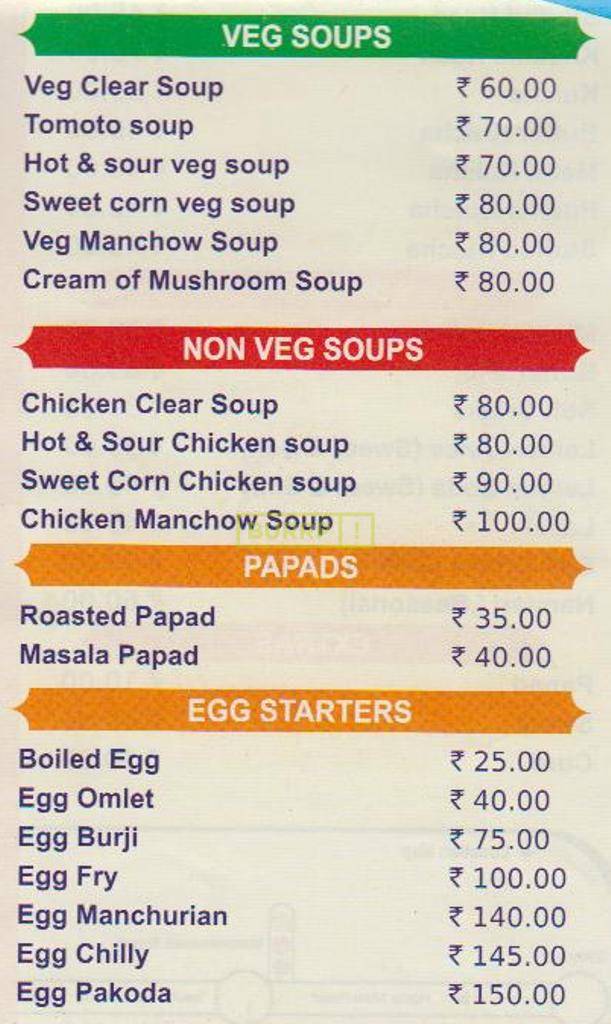 VEG SOUPS
Veg Clear Soup ₹ 60.00
Tomoto soup ₹ 70.00
Hot & sour veg soup ₹ 70.00
Sweet corn veg soup ₹ 80.00
Veg Manchow Soup ₹ 80.00
Cream of Mushroom Soup ₹ 80.00
NON VEG SOUPS
Chicken Clear Soup ₹ 80.00
Hot & Sour Chicken soup ₹ 80.00
Sweet Corn Chicken soup ₹ 90.00
Chicken Manchow Soup ₹ 100.00
BURRP!
PAPADS
Roasted Papad ₹ 35.00
Masala Papad ₹ 40.00
EGG STARTERS
Boiled Egg ₹ 25.00
Egg Omlet ₹ 40.00
Egg Burji ₹ 75.00
Egg Fry ₹ 100.00
Egg Manchurian ₹ 140.00
Egg Chilly ₹ 145.00
Egg Pakoda ₹ 150.00